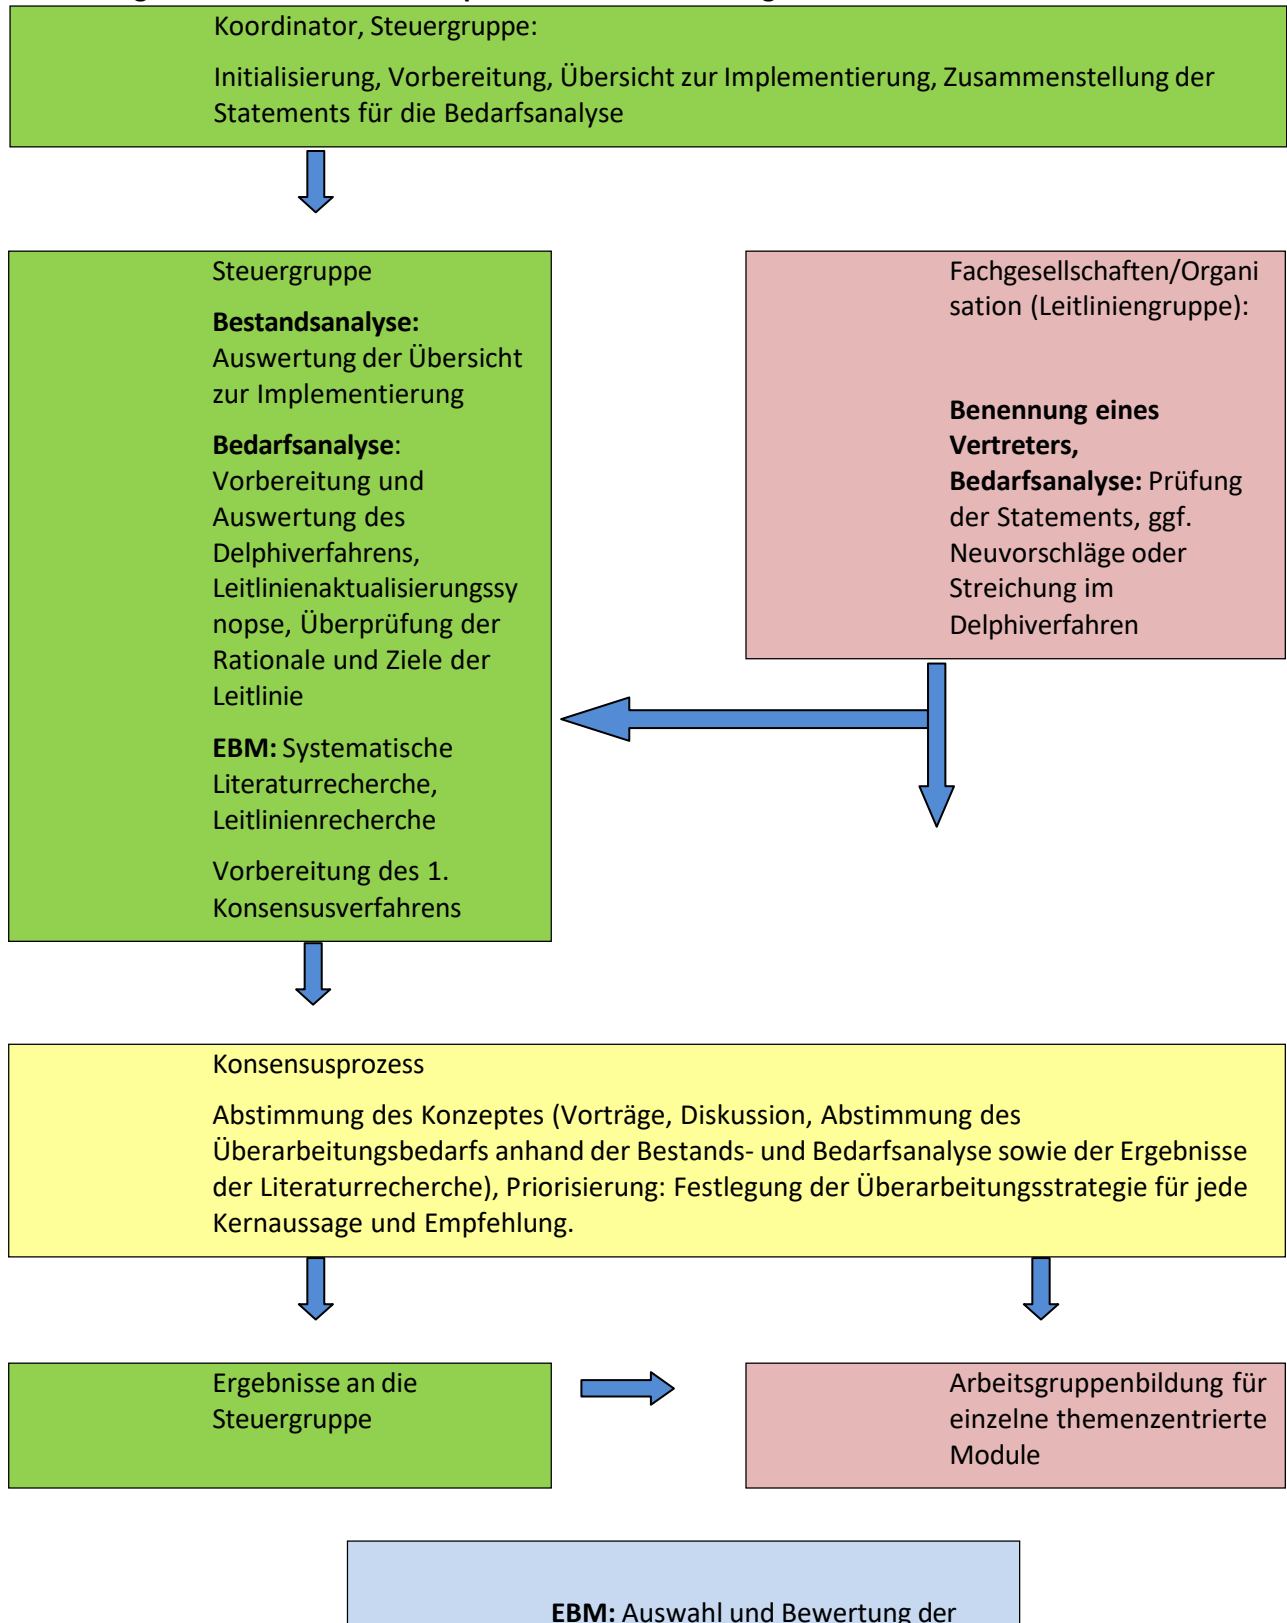 Koordinator, Steuergruppe:
Initialisierung, Vorbereitung, Übersicht zur Implementierung, Zusammenstellung der
Statements für die Bedarfsanalyse
Steuergruppe
Bestandsanalyse:
Auswertung der Übersicht
zur Implementierung
Bedarfsanalyse:
Vorbereitung und
Auswertung des
Delphiverfahrens,
Leitlinienaktualisierungssy
nopse, Überprüfung der
Rationale und Ziele der
Leitlinie
EBM: Systematische
Literaturrecherche,
Leitlinienrecherche
Vorbereitung des 1.
Konsensusverfahrens
Fachgesellschaften/Organi
sation (Leitliniengruppe):
Benennung eines
Vertreters,
Bedarfsanalyse: Prüfung
der Statements, ggf.
Neuvorschläge oder
Streichung im
Delphiverfahren
Konsensusprozess
Abstimmung des Konzeptes (Vorträge, Diskussion, Abstimmung des
Überarbeitungsbedarfs anhand der Bestands- und Bedarfsanalyse sowie der Ergebnisse
der Literaturrecherche), Priorisierung: Festlegung der Überarbeitungsstrategie für jede
Kernaussage und Empfehlung.
Ergebnisse an die
Steuergruppe
Arbeitsgruppenbildung für
einzelne themenzentrierte
Module
EBM: Auswahl und Bewertung der